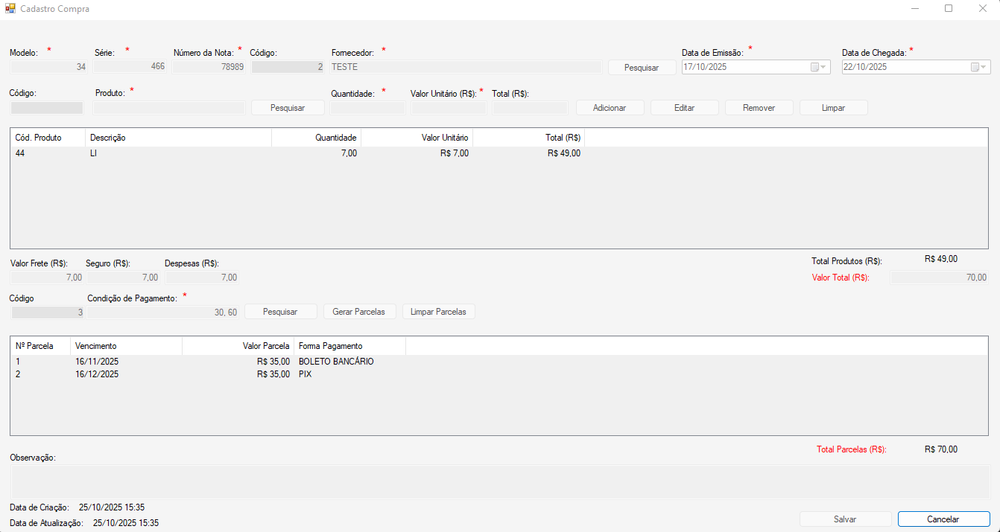 Cadastro Compra
Modelo: * Série: * Número da Nota: * Código: Fornecedor: * Data de Emissão: * Data de Chegada: *
34 466 78989 2 TESTE Pesquisar 17/10/2025 22/10/2025
Código: Produto: * Quantidade: * Valor Unitário (R$): * Total (R$):
Pesquisar Adicionar Editar Remover Limpar
Cód. Produto Descrição Quantidade Valor Unitário Total (R$)
44 LI 7,00 R$ 7,00 R$ 49,00
Valor Frete (R$): Seguro (R$): Despesas (R$): Total Produtos (R$): R$ 49,00
7,00 7,00 7,00 Valor Total (R$): 70,00
Código Condição de Pagamento: *
3 30, 60 Pesquisar Gerar Parcelas Limpar Parcelas
Nº Parcela Vencimento Valor Parcela Forma Pagamento
1 16/11/2025 R$ 35,00 BOLETO BANCÁRIO
2 16/12/2025 R$ 35,00 PIX
Total Parcelas (R$): R$ 70,00
Observação:
Data de Criação: 25/10/2025 15:35
Data de Atualização: 25/10/2025 15:35
Salvar Cancelar